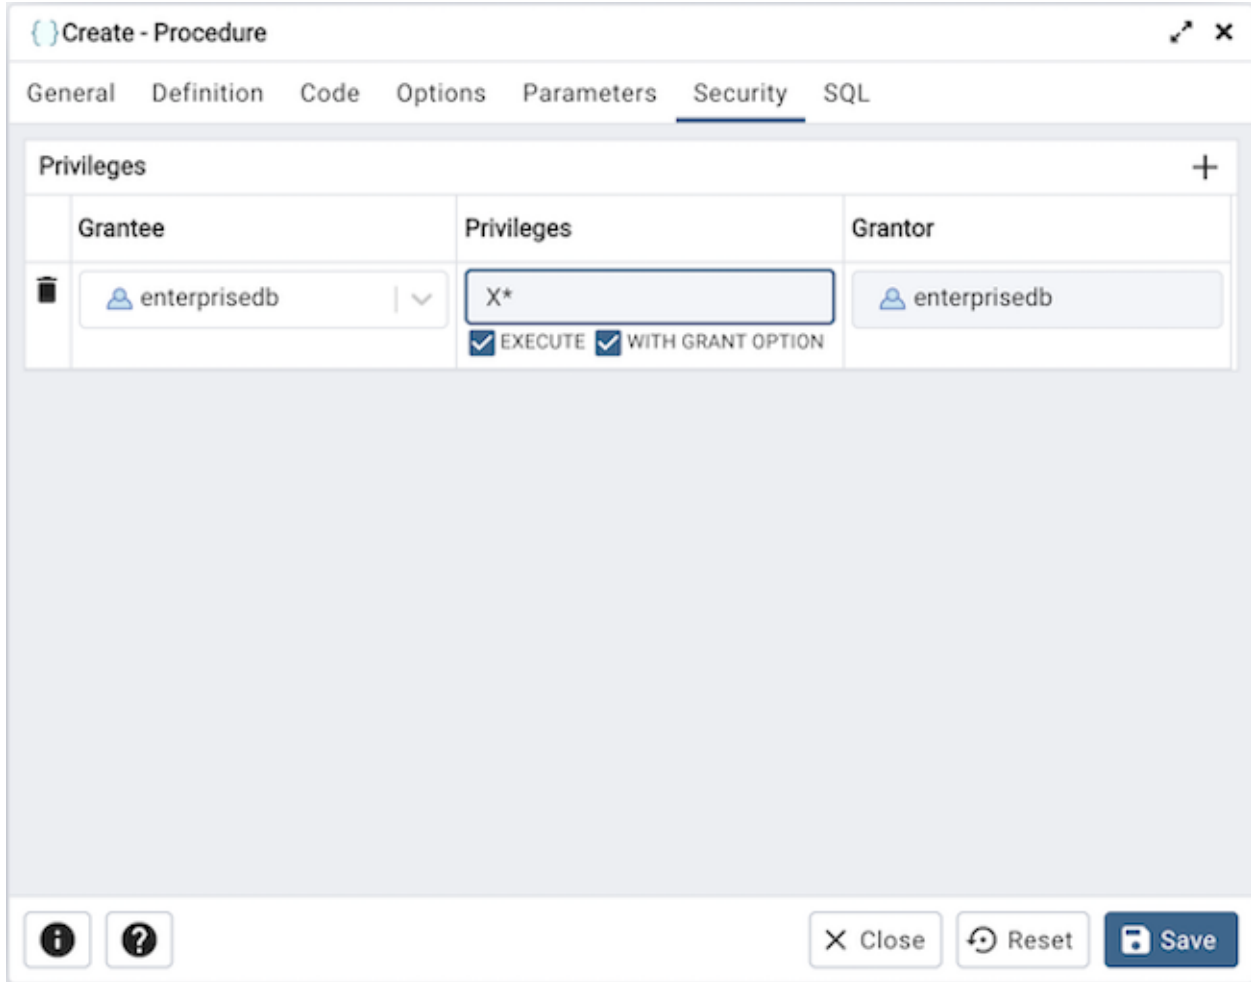 Create - Procedure
General Definition Code Options Parameters Security SQL
Privileges
Grantee Privileges Grantor
enterprisedb X* enterprisedb
EXECUTE WITH GRANT OPTION
Close Reset Save